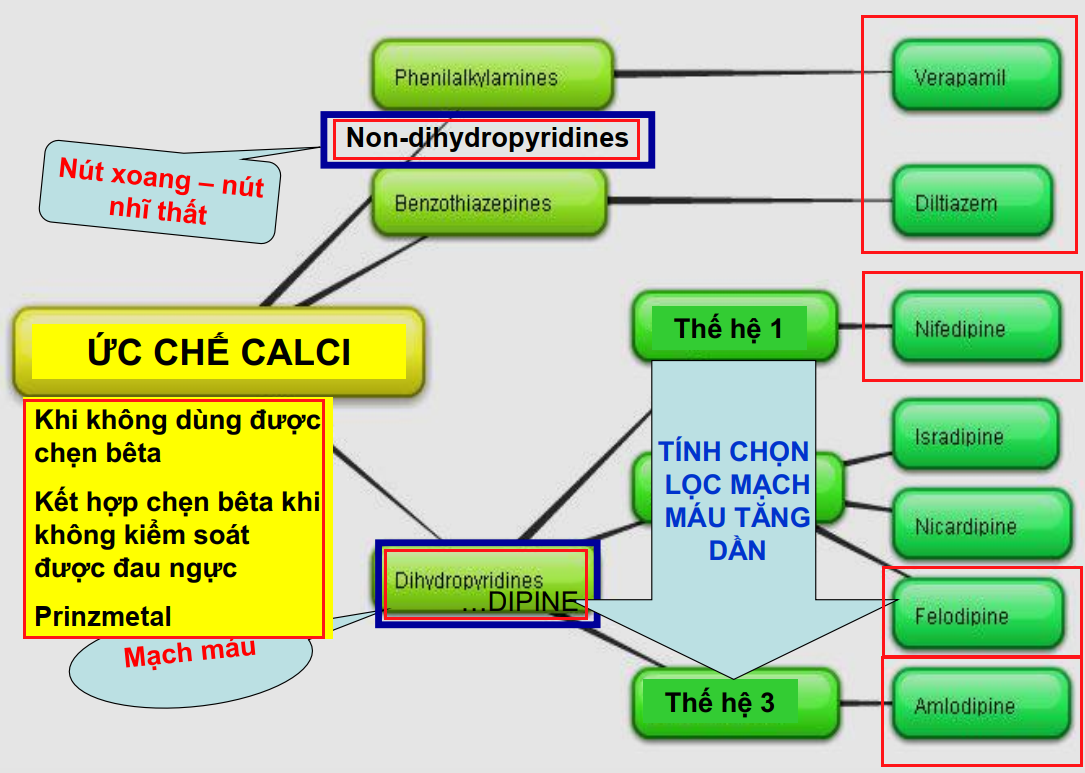 Phenilalkylamines
Verapamil
Non-dihydropyridines
Nút xoang – nút
nhĩ thất
Benzothiazepines
Diltiazem
ỨC CHẾ CALCI
Thế hệ 1
Nifedipine
Khi không dùng được
chẹn bêta
Kết hợp chẹn bêta khi
không kiểm soát
được đau ngực
Prinzmetal
Mạch máu
TÍNH CHỌN
LỌC MẠCH
MÁU TĂNG
DẦN
Isradipine
Nicardipine
Dihydropyridines
...DIPINE
Felodipine
Thế hệ 3
Amlodipine